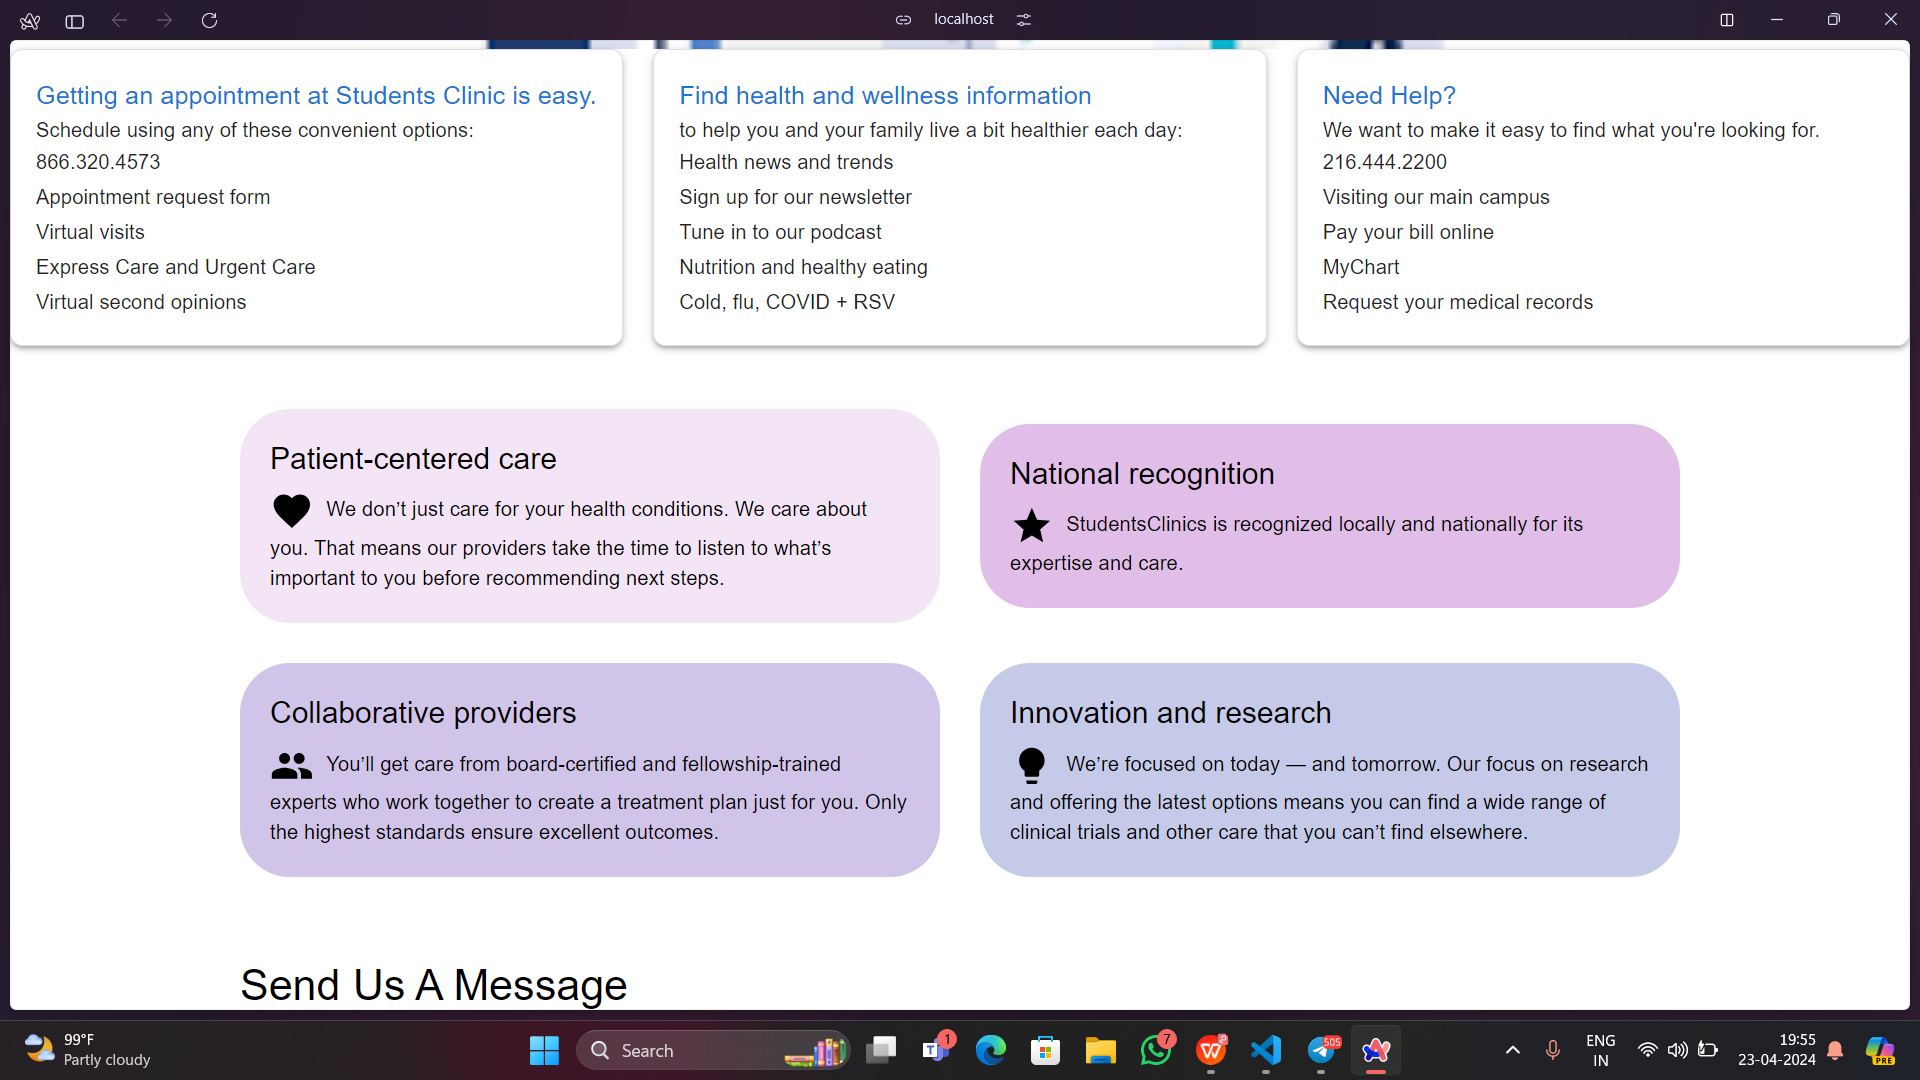 localhost
Getting an appointment at Students Clinic is easy.
Schedule using any of these convenient options:
866.320.4573
Appointment request form
Virtual visits
Express Care and Urgent Care
Virtual second opinions
Find health and wellness information
to help you and your family live a bit healthier each day:
Health news and trends
Sign up for our newsletter
Tune in to our podcast
Nutrition and healthy eating
Cold, flu, COVID + RSV
Need Help?
We want to make it easy to find what you're looking for.
216.444.2200
Visiting our main campus
Pay your bill online
MyChart
Request your medical records
Patient-centered care
We don’t just care for your health conditions. We care about
you. That means our providers take the time to listen to what’s
important to you before recommending next steps.
National recognition
StudentsClinics is recognized locally and nationally for its
expertise and care.
Collaborative providers
You’ll get care from board-certified and fellowship-trained
experts who work together to create a treatment plan just for you. Only
the highest standards ensure excellent outcomes.
Innovation and research
We’re focused on today — and tomorrow. Our focus on research
and offering the latest options means you can find a wide range of
clinical trials and other care that you can’t find elsewhere.
Send Us A Message
99°F
Partly cloudy
Search
1
7
505
ENG
IN
19:55
23-04-2024
PRE